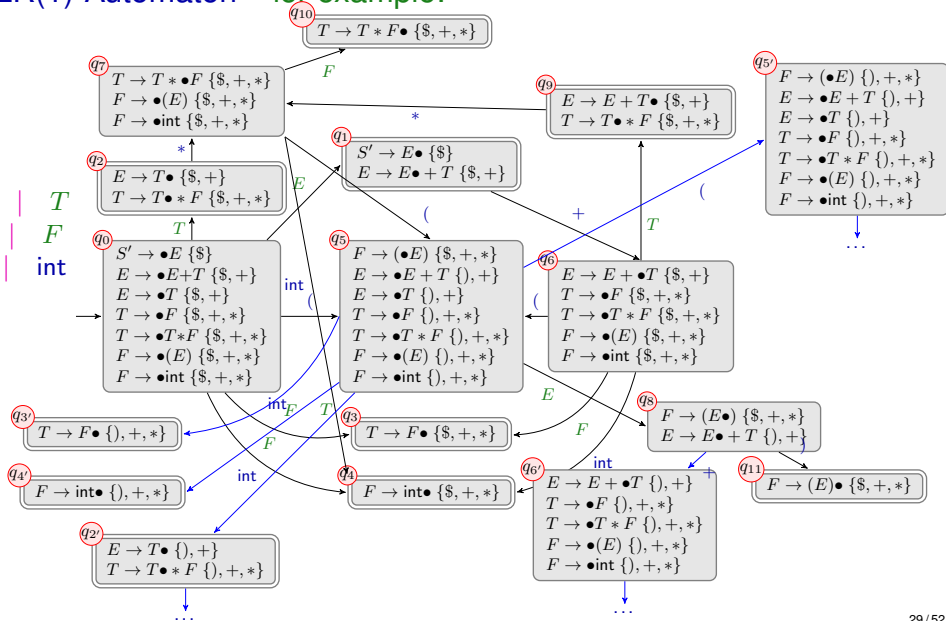 LR(1)-Automaton – for example:
q10
T → T ∗ F• {$, +, ∗}
F
q7
T → T ∗ •F {$, +, ∗}
F → •(E) {$, +, ∗}
F → •int {$, +, ∗}
q9
E → E + T• {$, +}
T → T• ∗ F {$, +, ∗}
∗
q5′
F → (•E) {), +, ∗}
E → •E + T {), +}
E → •T {), +}
T → •F {), +, ∗}
T → •T ∗ F {), +, ∗}
F → •(E) {), +, ∗}
F → •int {), +, ∗}
...
q1
S′ → E• {$}
E → E• + T {$, +}
∗
q2
E → T• {$, +}
T → T• ∗ F {$, +, ∗}
E
(
+
(
T
| T
| F
| int
T
q0
S′ → •E {$}
E → •E+T {$, +}
E → •T {$, +}
T → •F {$, +, ∗}
T → •T∗F {$, +, ∗}
F → •(E) {$, +, ∗}
F → •int {$, +, ∗}
int
(
q5
F → (•E) {$, +, ∗}
E → •E + T {), +}
E → •T {), +}
T → •F {), +, ∗}
T → •T ∗ F {), +, ∗}
F → •(E) {), +, ∗}
F → •int {), +, ∗}
(
q6
E → E + •T {$, +}
T → •F {$, +, ∗}
T → •T ∗ F {$, +, ∗}
F → •(E) {$, +, ∗}
F → •int {$, +, ∗}
E
q3′
T → F• {), +, ∗}
int
F
T
F
q3
T → F• {$, +, ∗}
F
q8
F → (E•) {$, +, ∗}
E → E• + T {), +}
)
q4′
F → int• {), +, ∗}
int
q4
F → int• {$, +, ∗}
int
+
q6′
E → E + •T {), +}
T → •F {), +, ∗}
T → •T ∗ F {), +, ∗}
F → •(E) {), +, ∗}
F → •int {), +, ∗}
...
q11
F → (E)• {$, +, ∗}
q2′
E → T• {), +}
T → T• ∗ F {), +, ∗}
...
29/52